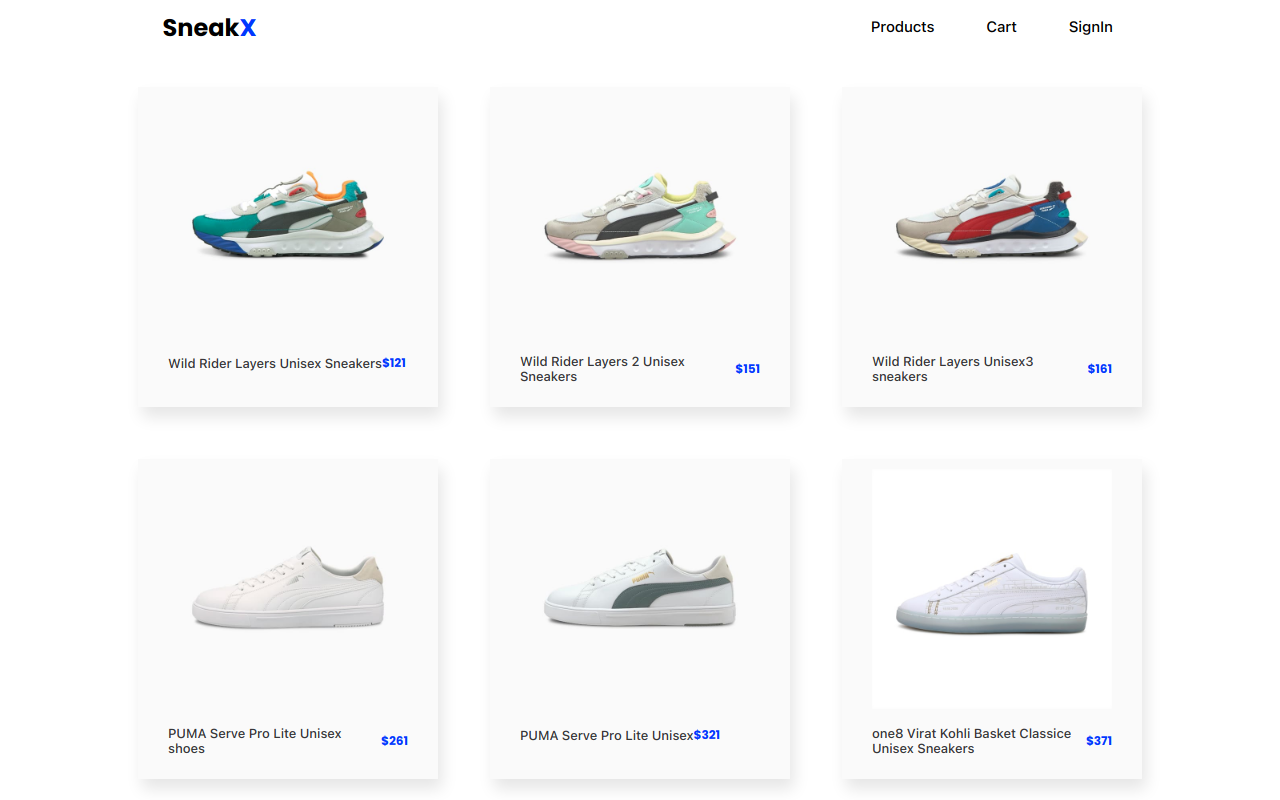 SneakX
Products Cart SignIn
Wild Rider Layers Unisex Sneakers $121
Wild Rider Layers 2 Unisex
Sneakers
$151
Wild Rider Layers Unisex3
sneakers
$161
PUMA Serve Pro Lite Unisex
shoes
$261
PUMA Serve Pro Lite Unisex $321
one8 Virat Kohli Basket Classice
Unisex Sneakers
$371